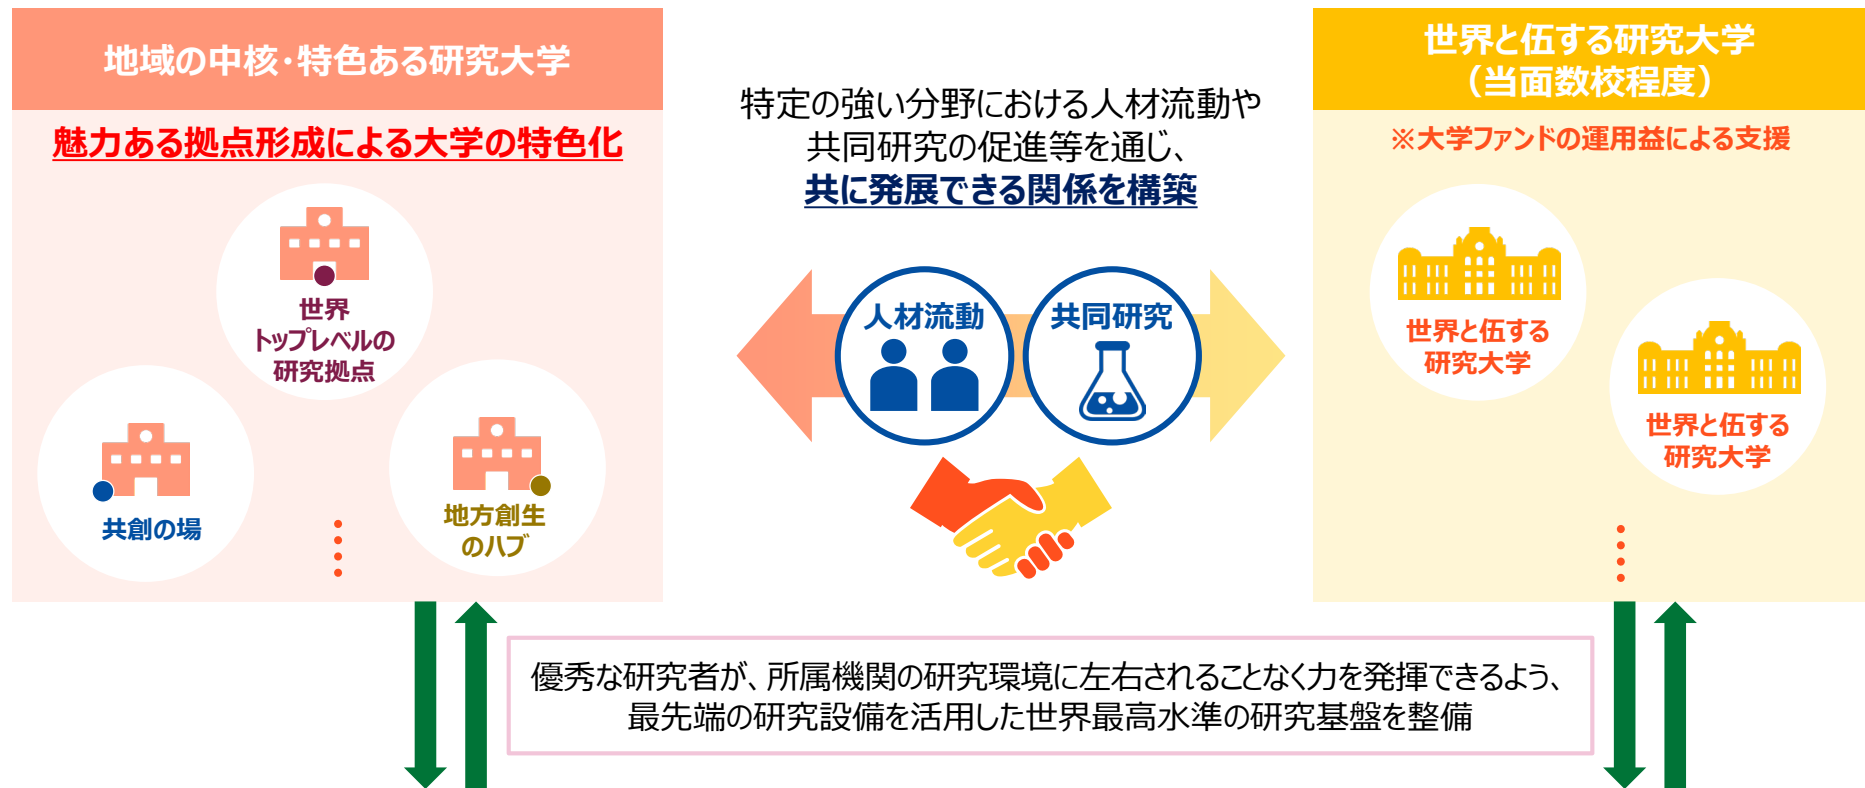 地域の中核・特色ある研究大学
魅力ある拠点形成による大学の特色化
世界
トップレベルの
研究拠点
共創の場
地方創生
のハブ
特定の強い分野における人材流動や
共同研究の促進等を通じ、
共に発展できる関係を構築
人材流動
共同研究
世界と伍する研究大学
（当面数校程度）
※大学ファンドの運用益による支援
世界と伍する
研究大学
世界と伍する
研究大学
優秀な研究者が、所属機関の研究環境に左右されることなく力を発揮できるよう、
最先端の研究設備を活用した世界最高水準の研究基盤を整備